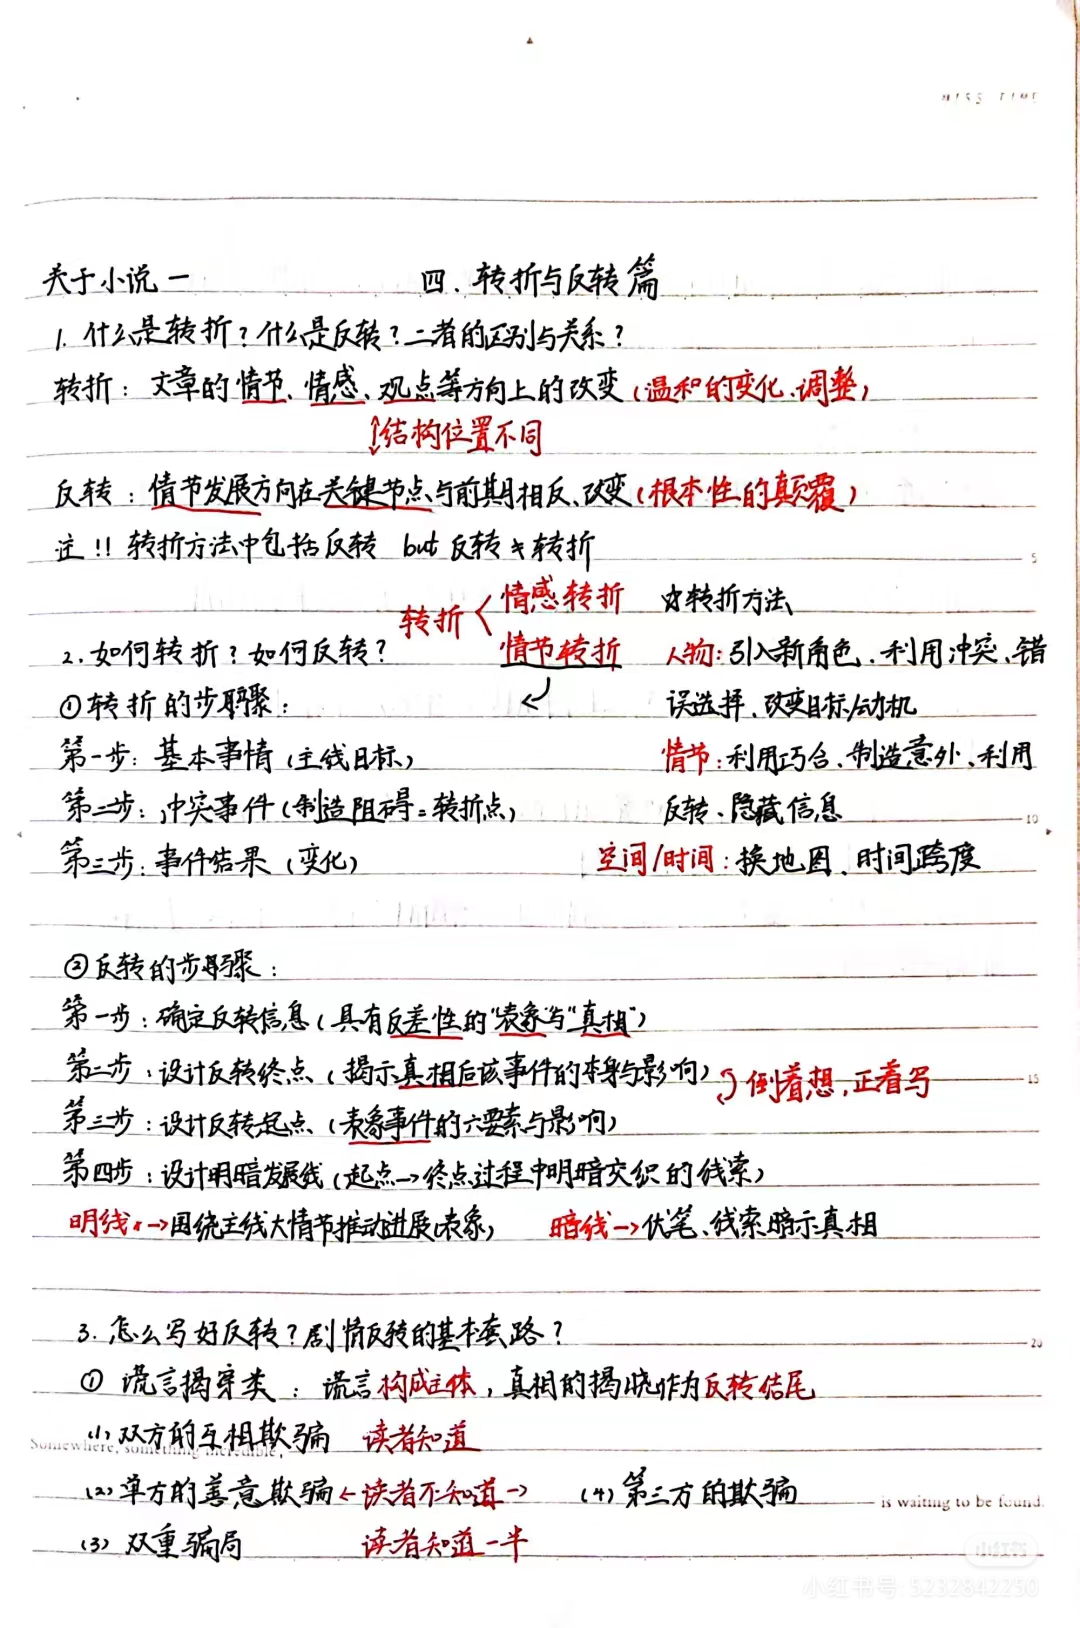 MISS TIME
关于小说一 四.转折与反转篇
1. 什么是转折?什么是反转?二者的区别与关系?
转折: 文章的情节、情感、观点等方向上的改变(温和的变化、调整)
↕结构位置不同
反转: 情节发展方向在关键节点与前期相反、改变(根本性的颠覆)
注!! 转折方法中包括反转 but 反转≠转折
转折< 情感转折 ☆转折方法
情节转折
2. 如何转折?如何反转? 人物:引入新角色、利用冲突、错
①转折的步骤: 误选择、改变目标/动机
第一步: 基本事情(主线目标) 情节:利用巧合、制造意外、利用
第二步: 冲突事件(制造阻碍=转折点) 反转、隐藏信息
第三步: 事件结果(变化) 空间/时间:换地图、时间跨度
②反转的步骤:
第一步: 确定反转信息(具有反差性的"表象"与"真相")
第二步: 设计反转终点(揭示真相后该事件的本身与影响) 倒着想,正着写
第三步: 设计反转起点(表象事件的六要素与影响)
第四步: 设计明暗发展线(起点→终点过程中明暗交织的线索)
明线→围绕主线大情节推动进展(表象) 暗线→伏笔、线索暗示真相
3. 怎么写好反转?剧情反转的基本套路?
① 谎言揭穿类: 谎言构成主体,真相的揭晓作为反转结尾
(1) 双方的互相欺骗 读者知道
Somewhere, something incredible,
(2) 单方的善意欺骗 ←读者不知道→ (4) 第三方的欺骗
is waiting to be found.
(3) 双重骗局 读者知道一半
小红书
小红书号: 5232842250
5
10
15
20